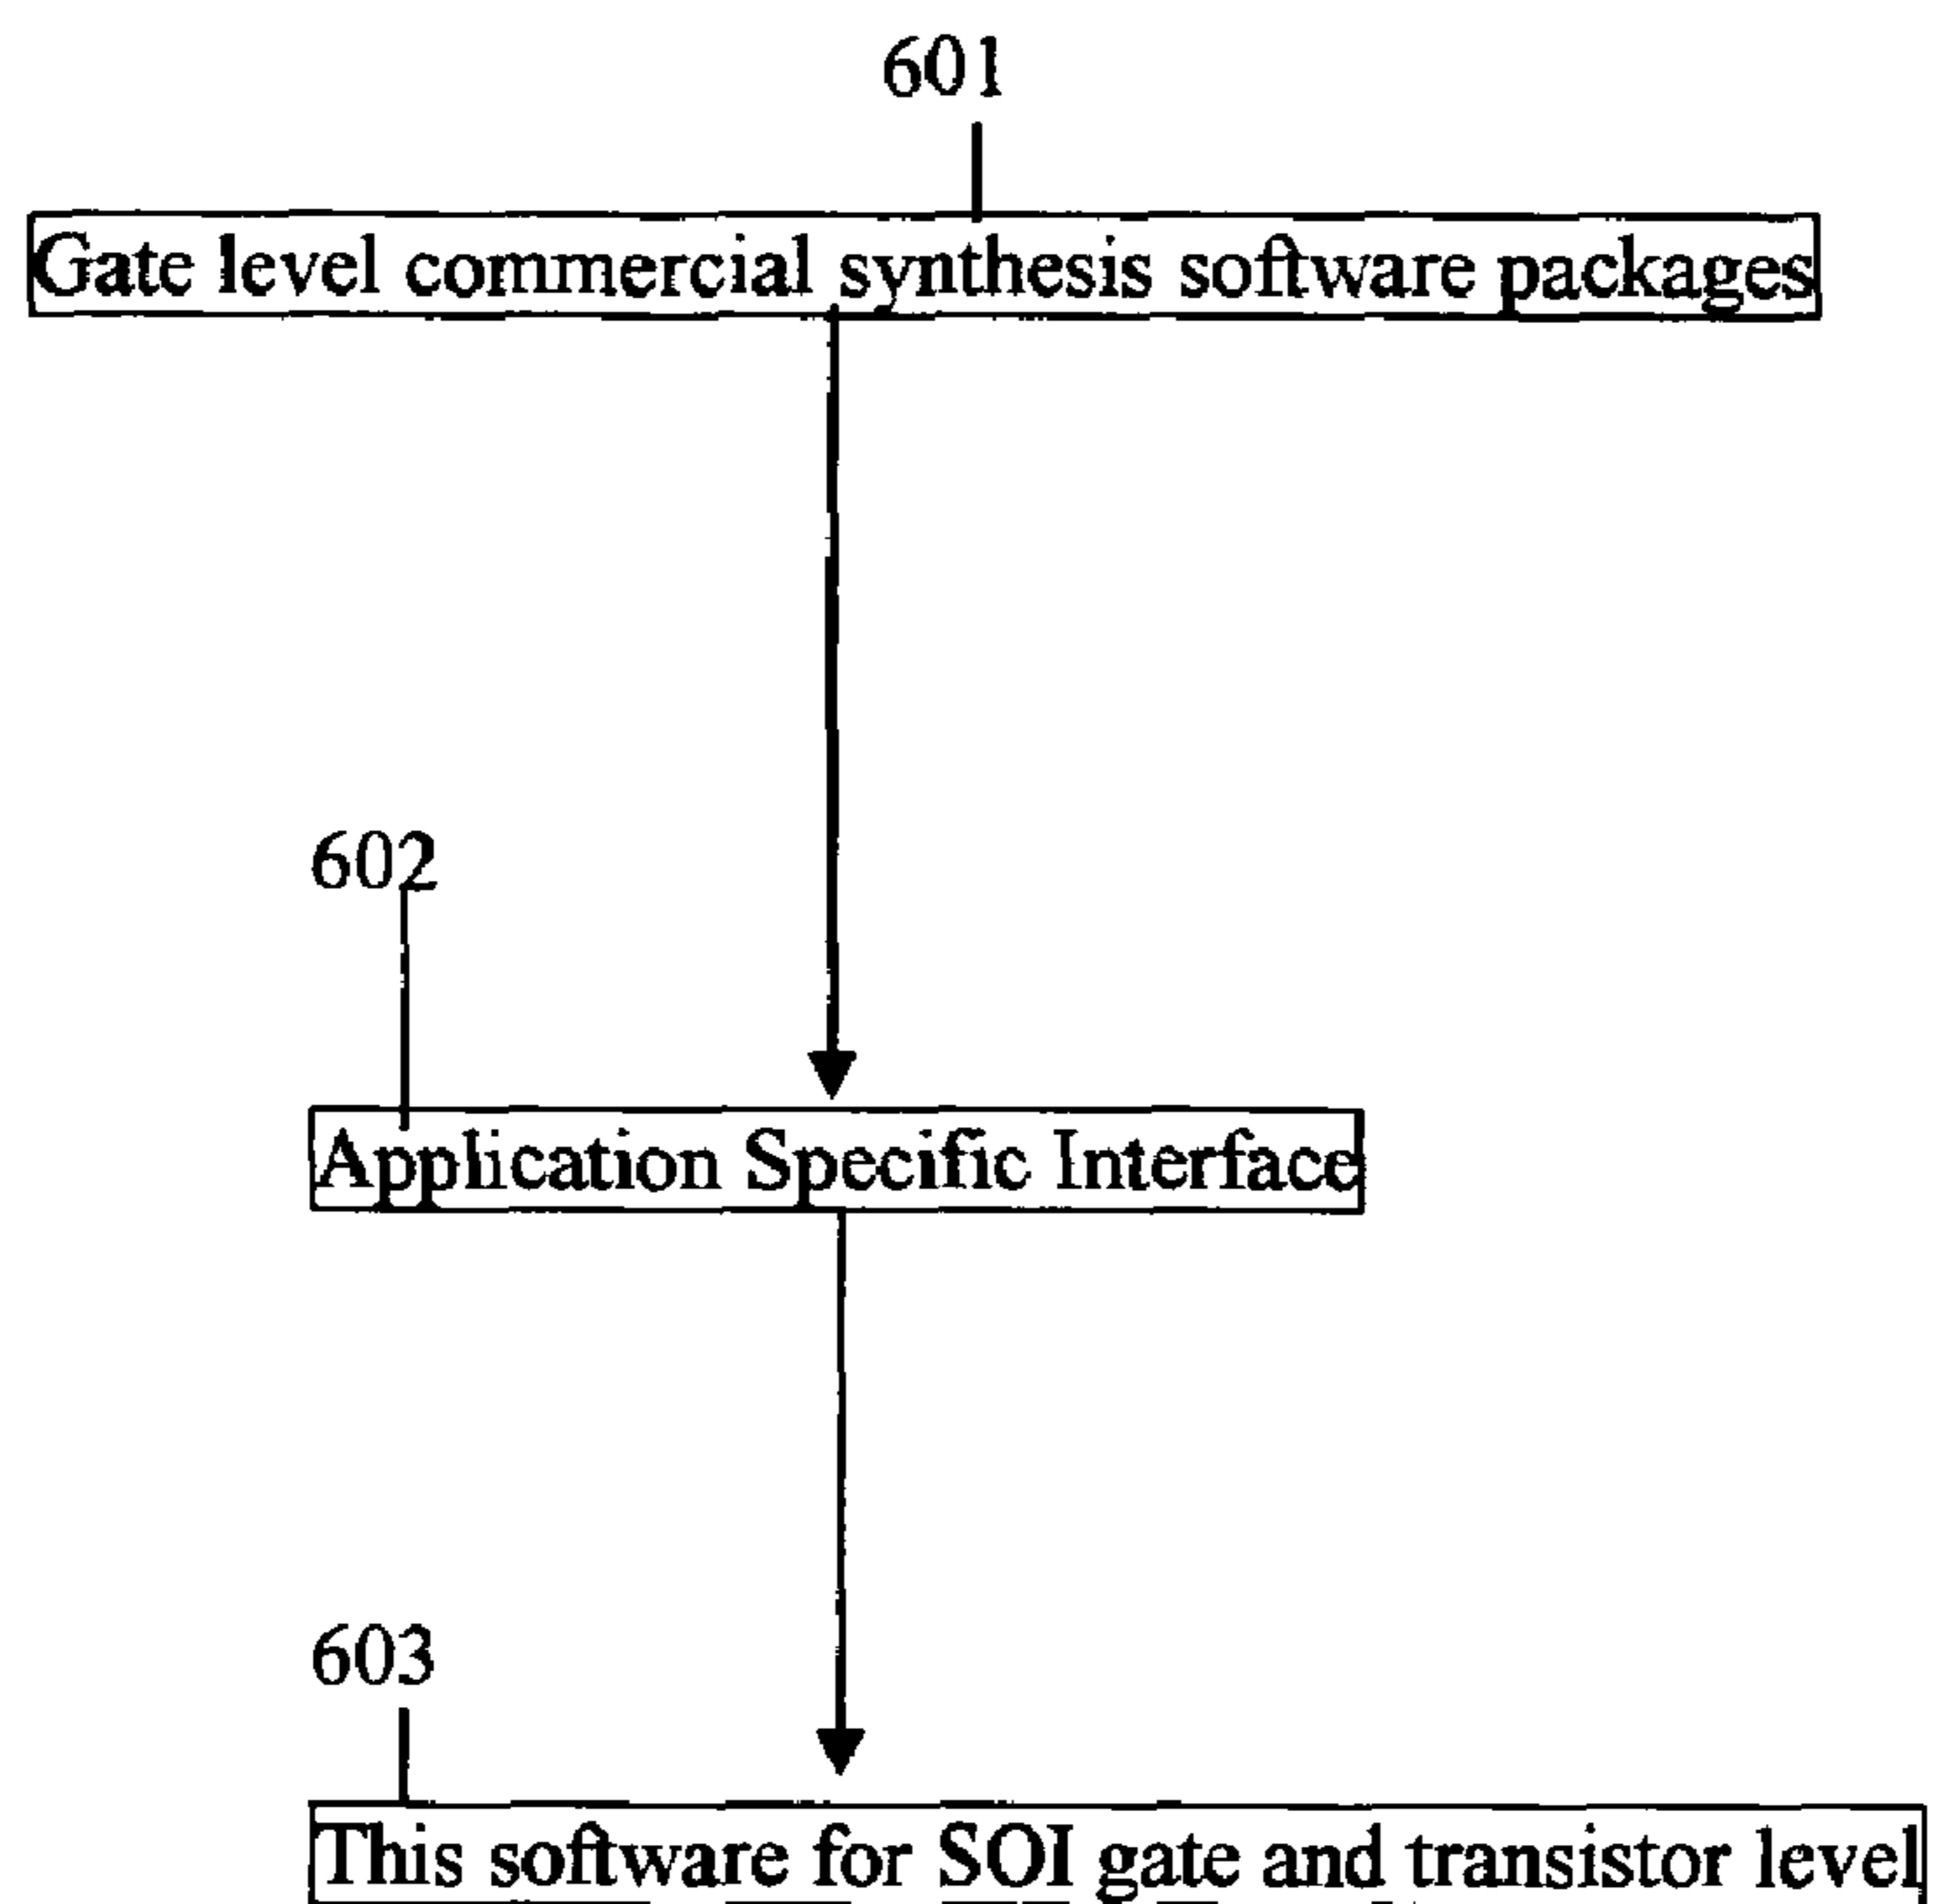 601
Gate level commercial synthesis software packages
602
Application Specific Interface
603
This software for SOI gate and transistor level